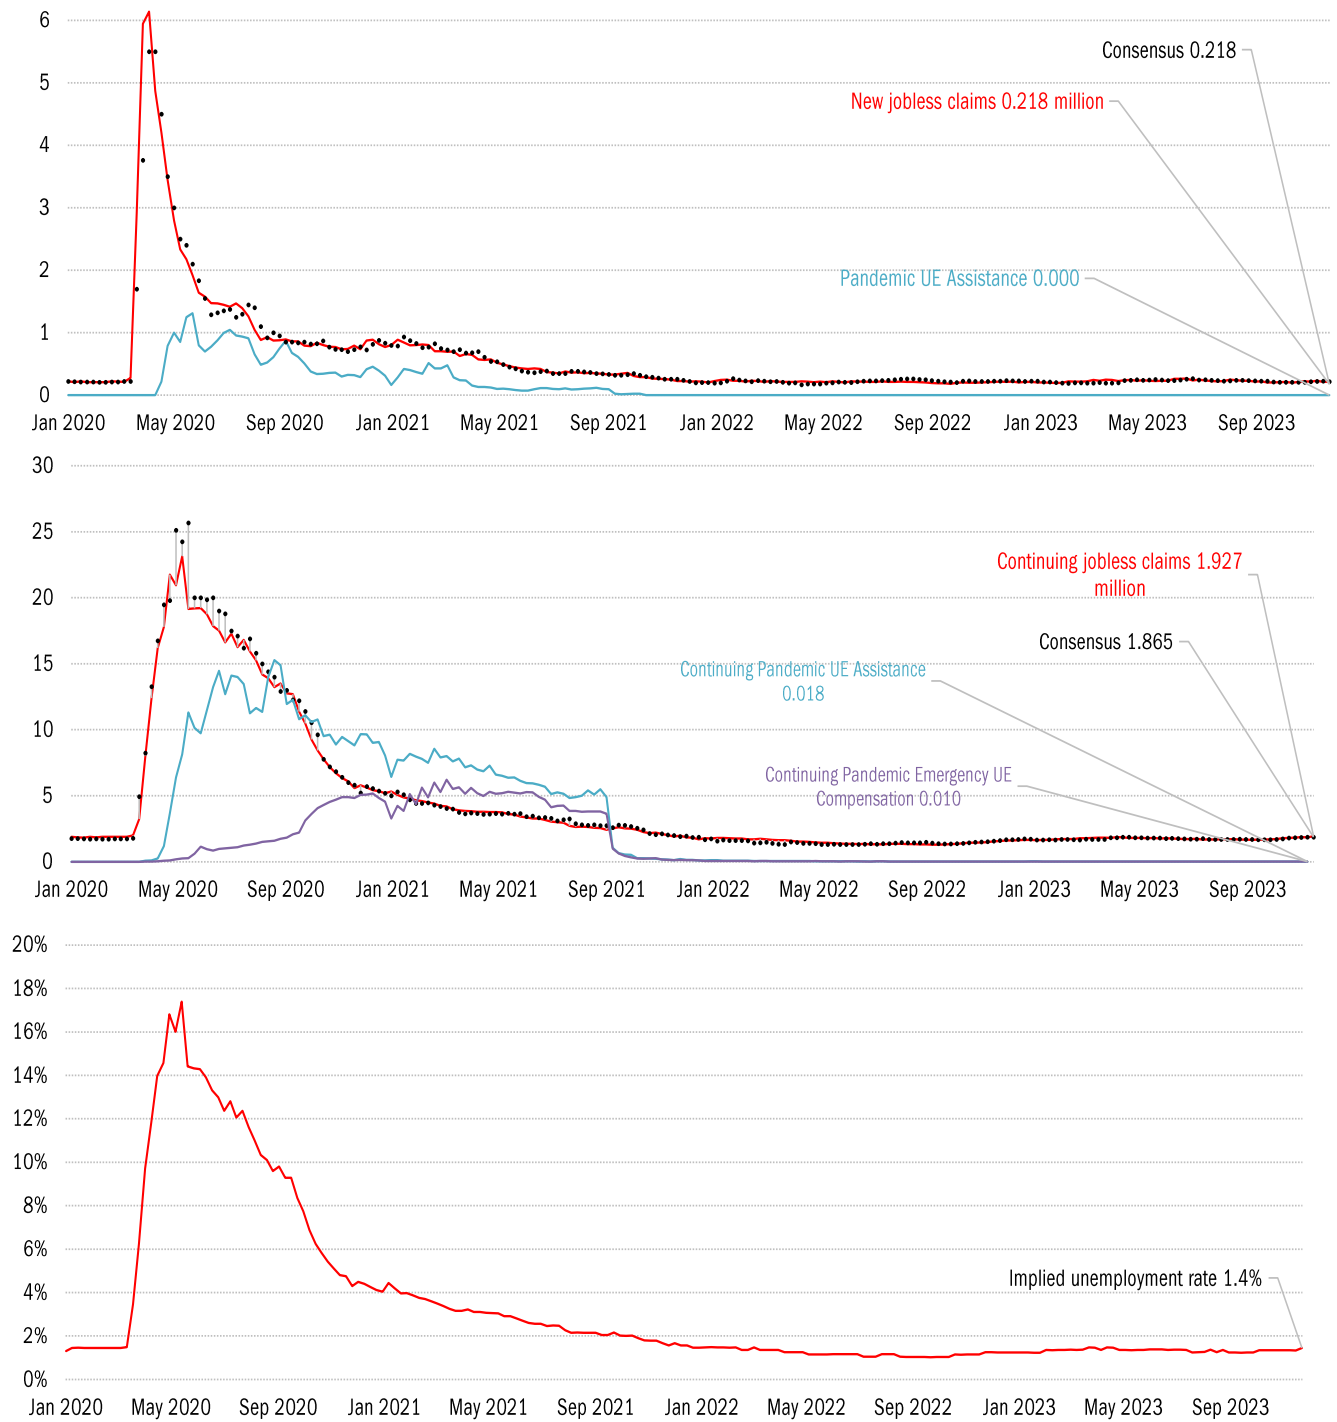 6
Consensus 0.218
5
New jobless claims 0.218 million
4
3
2
Pandemic UE Assistance 0.000
1
0
Jan 2020 May 2020 Sep 2020 Jan 2021 May 2021 Sep 2021 Jan 2022 May 2022 Sep 2022 Jan 2023 May 2023 Sep 2023
30
25
Continuing jobless claims 1.927
million
20
Consensus 1.865
15
Continuing Pandemic UE Assistance
0.018
10
Continuing Pandemic Emergency UE
Compensation 0.010
5
0
Jan 2020 May 2020 Sep 2020 Jan 2021 May 2021 Sep 2021 Jan 2022 May 2022 Sep 2022 Jan 2023 May 2023 Sep 2023
20%
18%
16%
14%
12%
10%
8%
6%
Implied unemployment rate 1.4%
4%
2%
0%
Jan 2020 May 2020 Sep 2020 Jan 2021 May 2021 Sep 2021 Jan 2022 May 2022 Sep 2022 Jan 2023 May 2023 Sep 2023